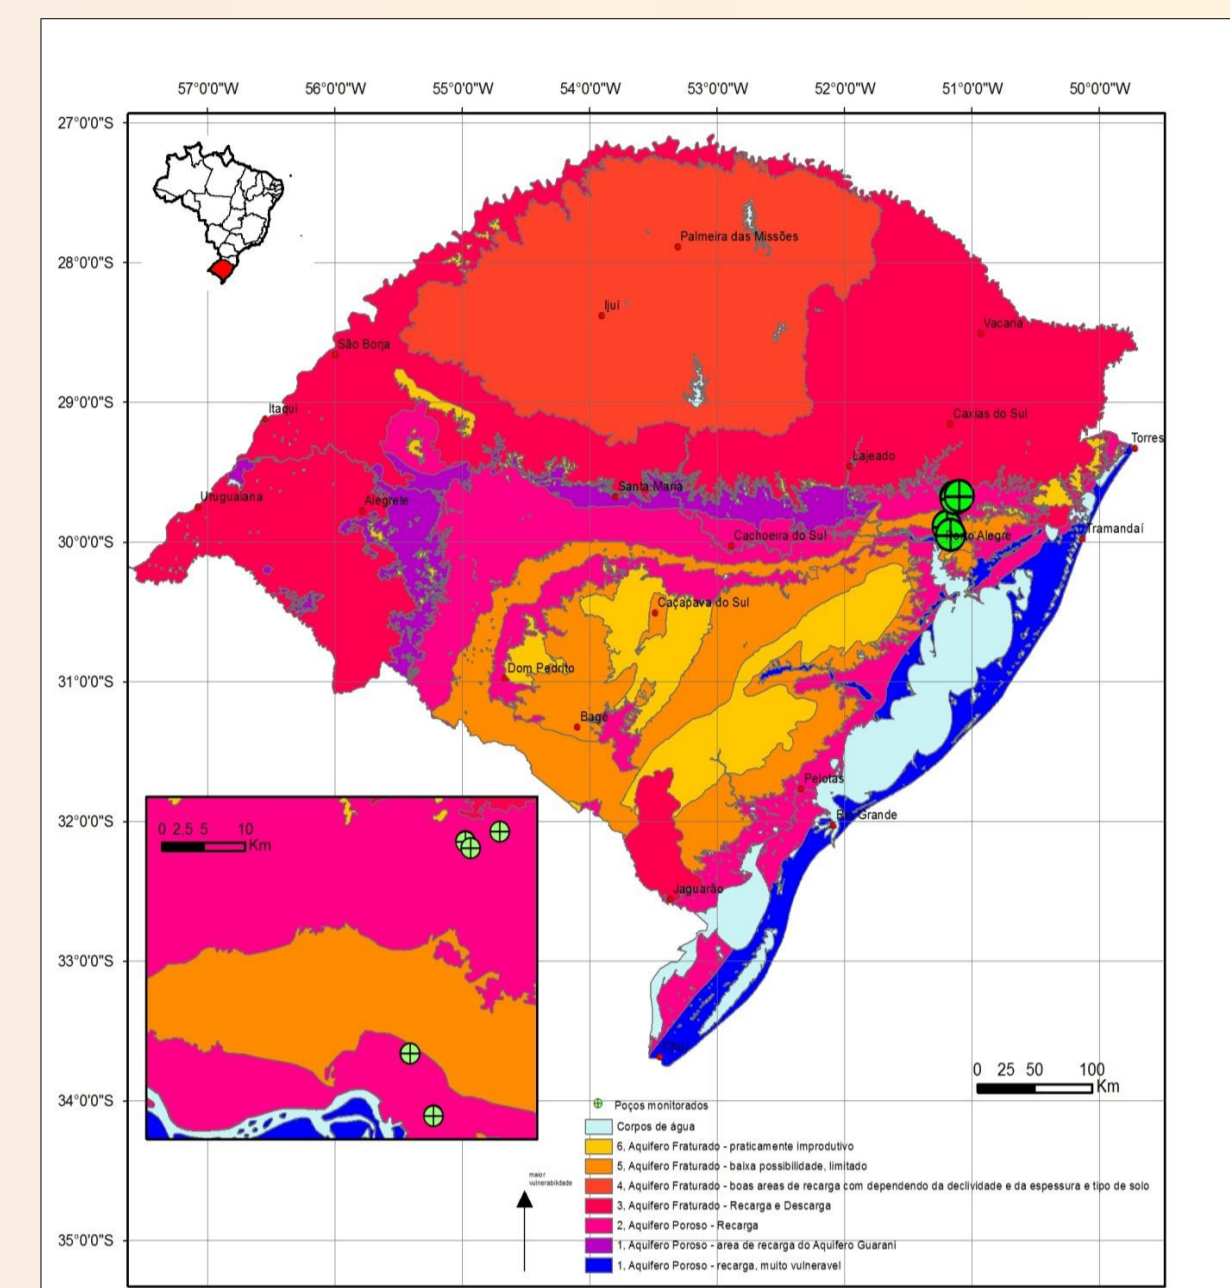 57°0'0"W 56°0'0"W 55°0'0"W 54°0'0"W 53°0'0"W 52°0'0"W 51°0'0"W 50°0'0"W
27°0'0"S
28°0'0"S
29°0'0"S
30°0'0"S
31°0'0"S
32°0'0"S
33°0'0"S
34°0'0"S
35°0'0"S
Palmeira das Missões
Ijuí
Vacaria
São Borja
Itaqui
Caxias do Sul
Torres
Lajeado
Santa Maria
Uruguaiana
Alegrete
Tramandaí
Cachoeira do Sul
Porto Alegre
Caçapava do Sul
Dom Pedrito
Bagé
Pelotas
Rio Grande
Jaguarão
0 2,5 5 10
Km
0 25 50 100
Km
maior
vulnerabilidade
Poços monitorados
Corpos de água
6, Aquifero Fraturado - praticamente improdutivo
5, Aquifero Fraturado - baixa possibilidade, limitado
4, Aquifero Fraturado - boas areas de recarga com dependendo da declividade e da espessura e tipo de solo
3, Aquifero Fraturado - Recarga e Descarga
2, Aquifero Poroso - Recarga
1, Aquifero Poroso - area de recarga do Aquifero Guarani
1, Aquifero Poroso - recarga, muito vulneravel